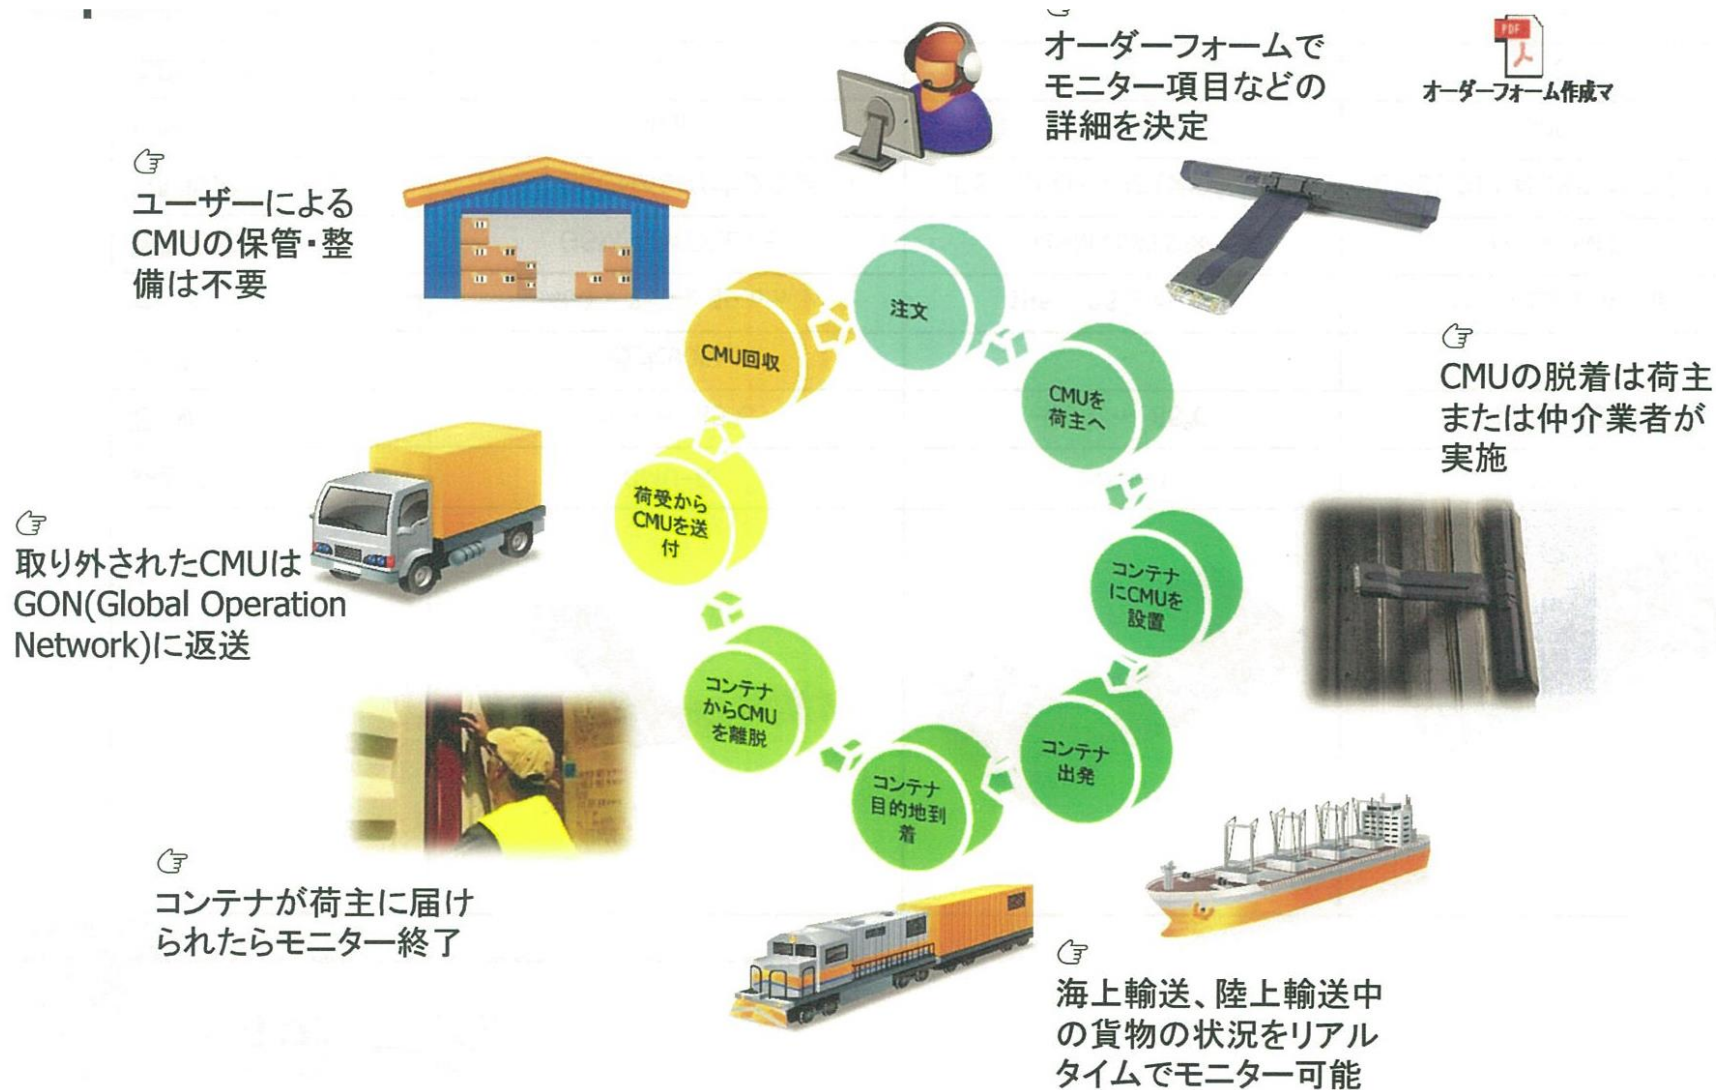 オーダーフォームで
モニター項目などの
詳細を決定
PDF
オーダーフォーム作成マ
ユーザーによる
CMUの保管・整
備は不要
注文
CMUを
荷主へ
コンテナ
にCMUを
設置
コンテナ
出発
コンテナ
目的地到
着
コンテナ
からCMU
を離脱
荷受から
CMUを送
付
CMU回収
CMUの脱着は荷主
または仲介業者が
実施
取り外されたCMUは
GON(Global Operation
Network)に返送
コンテナが荷主に届け
られたらモニター終了
海上輸送、陸上輸送中
の貨物の状況をリアル
タイムでモニター可能